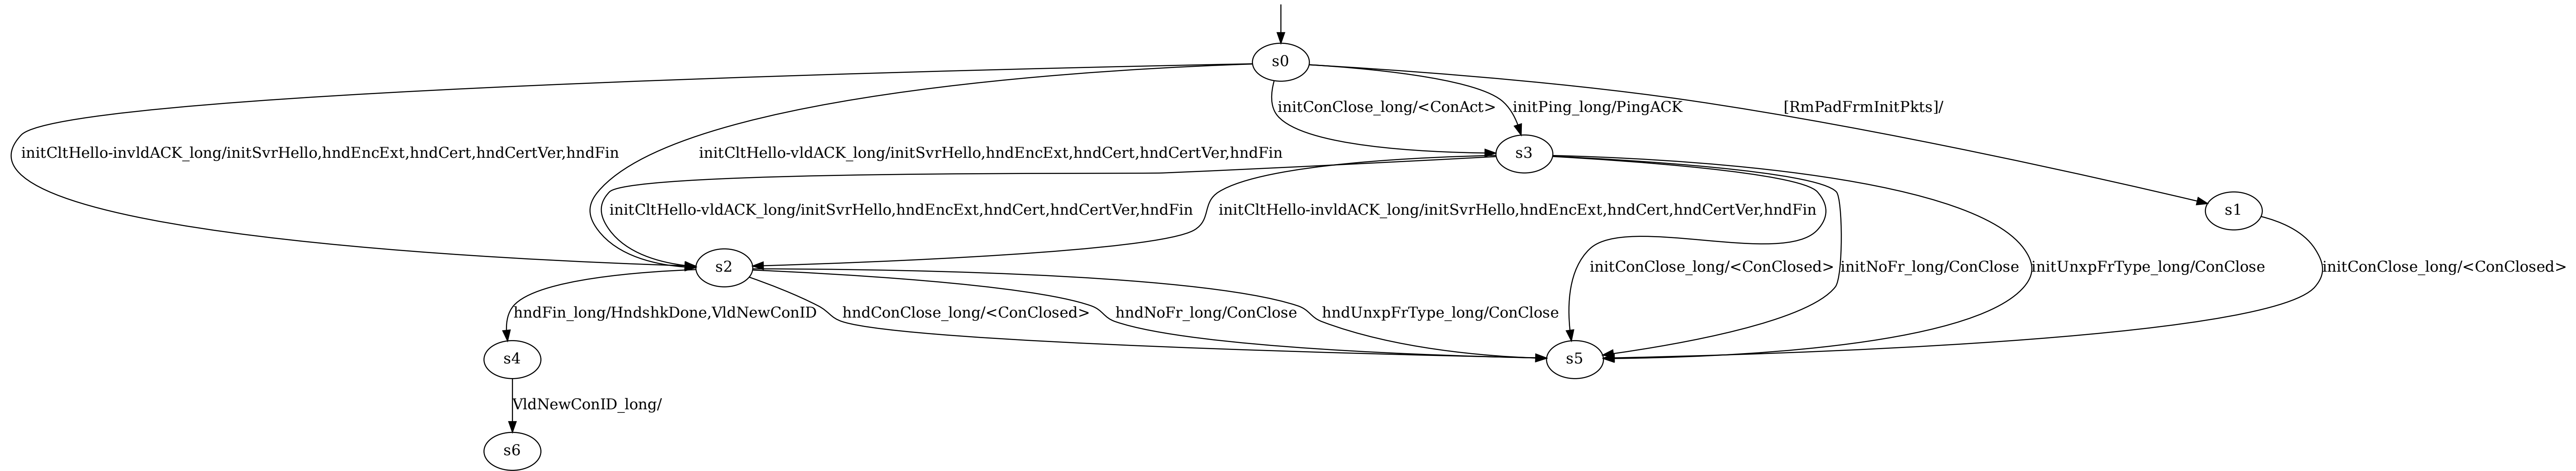 s0
initConClose_long/<ConAct>
initPing_long/PingACK
[RmPadFrmInitPkts]/
initCltHello-invldACK_long/initSvrHello,hndEncExt,hndCert,hndCertVer,hndFin
initCltHello-vldACK_long/initSvrHello,hndEncExt,hndCert,hndCertVer,hndFin
s3
initCltHello-vldACK_long/initSvrHello,hndEncExt,hndCert,hndCertVer,hndFin
initCltHello-invldACK_long/initSvrHello,hndEncExt,hndCert,hndCertVer,hndFin
s1
s2
initConClose_long/<ConClosed>
initNoFr_long/ConClose
initUnxpFrType_long/ConClose
initConClose_long/<ConClosed>
hndFin_long/HndshkDone,VldNewConID
hndConClose_long/<ConClosed>
hndNoFr_long/ConClose
hndUnxpFrType_long/ConClose
s4
s5
VldNewConID_long/
s6